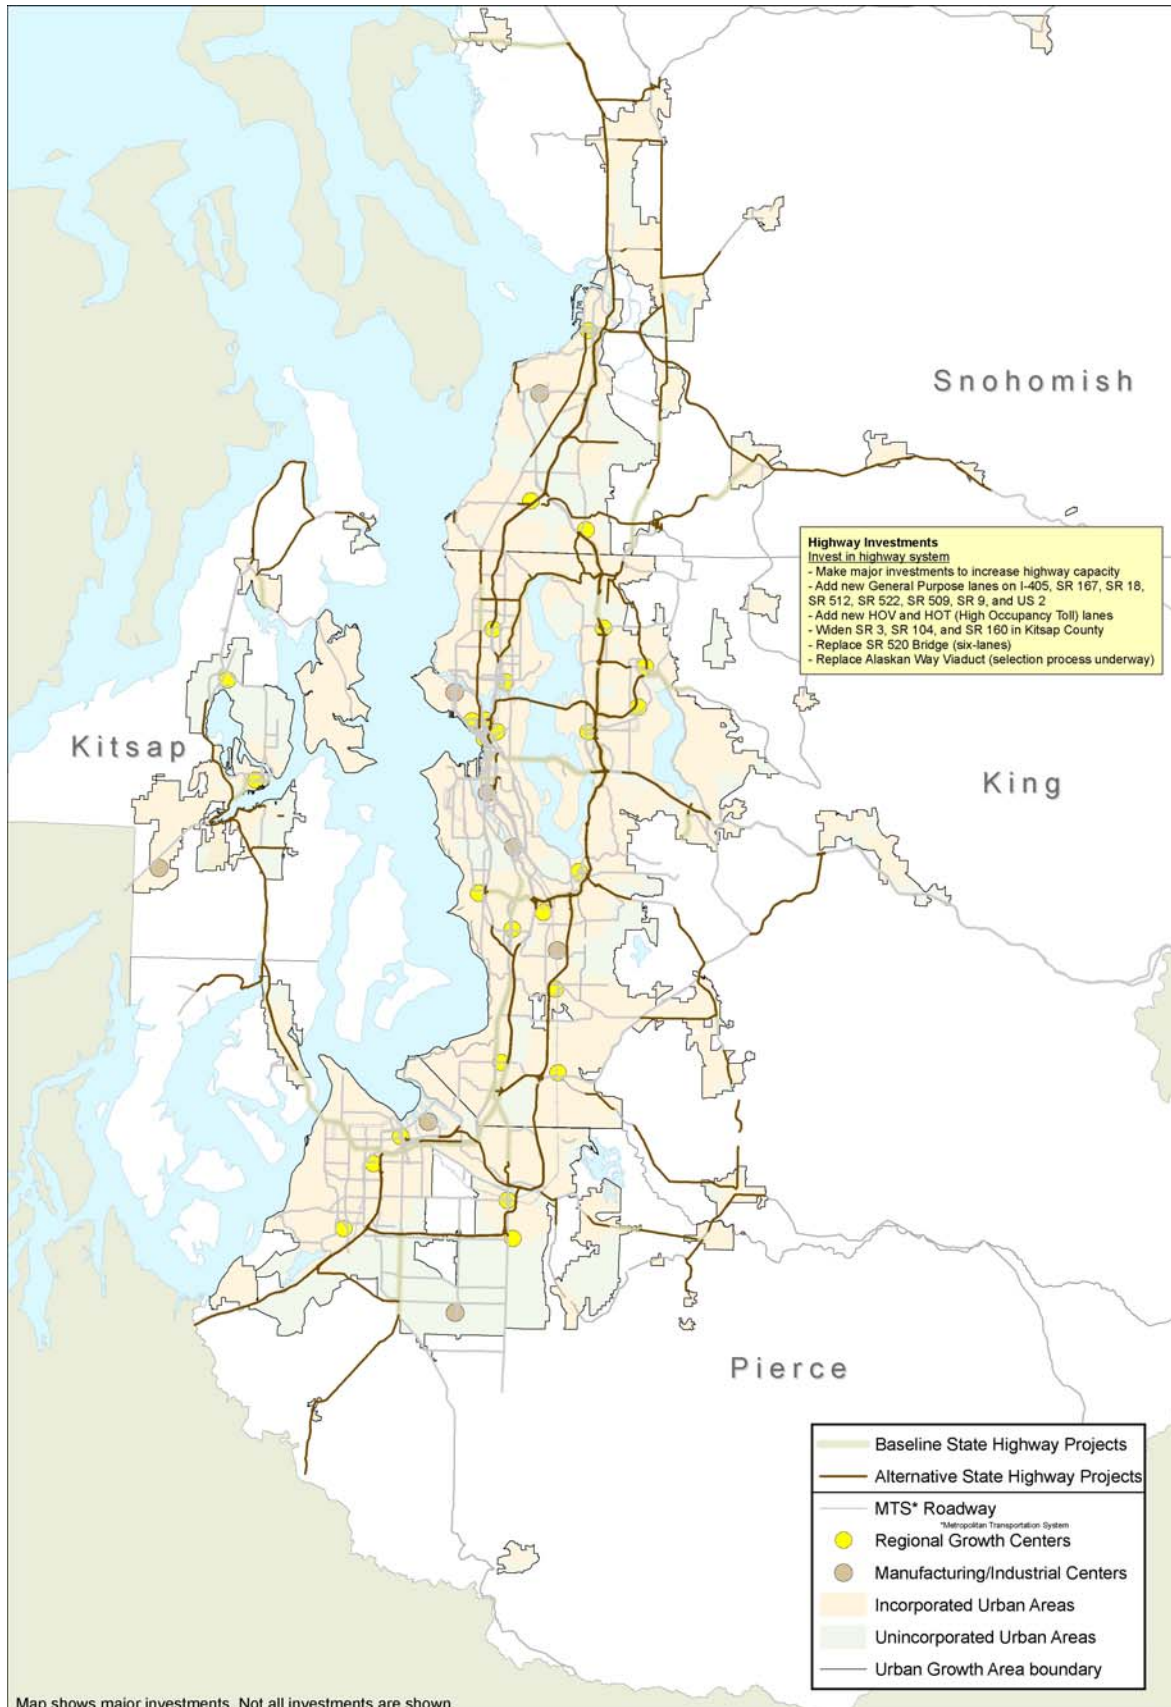 Snohomish
Highway Investments
Invest in highway system
- Make major investments to increase highway capacity
- Add new General Purpose lanes on I-405, SR 167, SR 18,
SR 512, SR 522, SR 509, SR 9, and US 2
- Add new HOV and HOT (High Occupancy Toll) lanes
- Widen SR 3, SR 104, and SR 160 in Kitsap County
- Replace SR 520 Bridge (six-lanes)
- Replace Alaskan Way Viaduct (selection process underway)
Kitsap
King
Pierce
Baseline State Highway Projects
Alternative State Highway Projects
MTS* Roadway
*Metropolitan Transportation System
Regional Growth Centers
Manufacturing/Industrial Centers
Incorporated Urban Areas
Unincorporated Urban Areas
Urban Growth Area boundary
Map shows major investments. Not all investments are shown